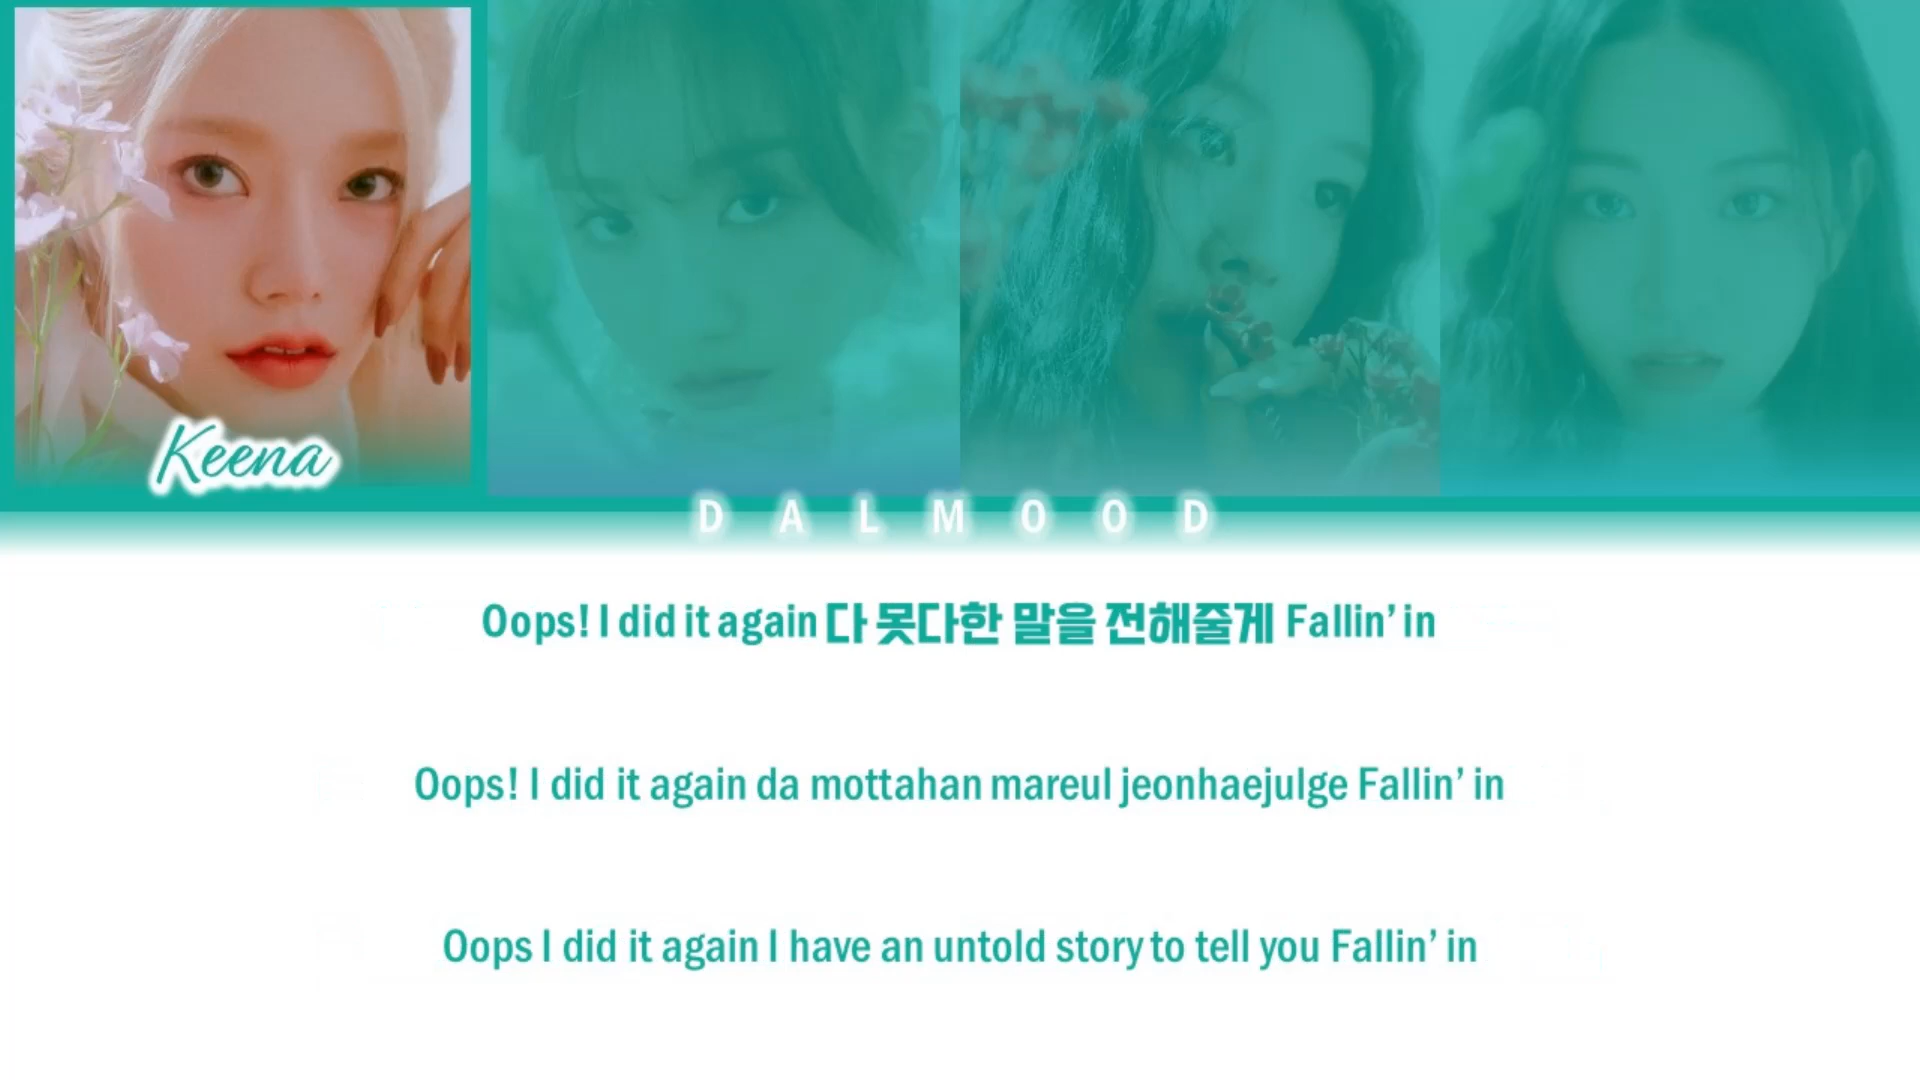 Keena
DALMOOD
Oops! I did it again 다 못다한 말을 전해줄게 Fallin’ in
Oops! I did it again da mottahan mareul jeonhaejulge Fallin’ in
Oops I did it again I have an untold story to tell you Fallin’ in